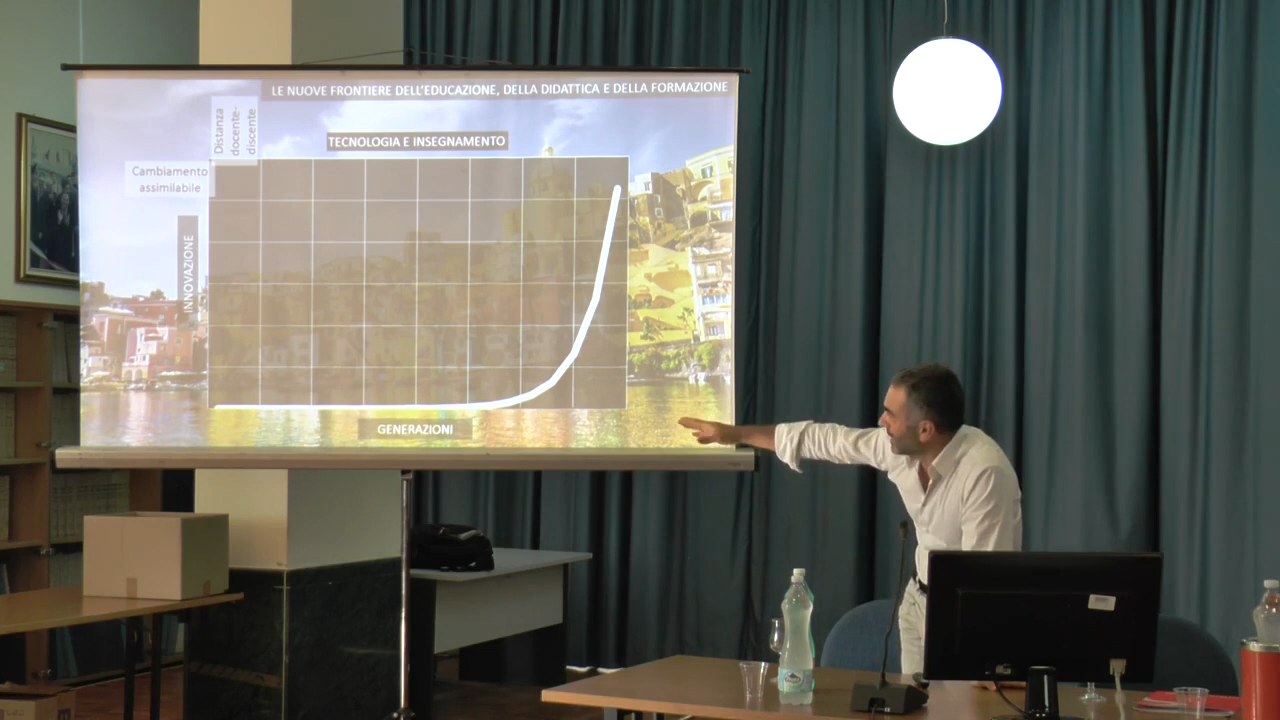 LE NUOVE FRONTIERE DELL'EDUCAZIONE, DELLA DIDATTICA E DELLA FORMAZIONE
Distanza
docente-
discente
TECNOLOGIA E INSEGNAMENTO
Cambiamento
assimilabile
INNOVAZIONE
GENERAZIONI